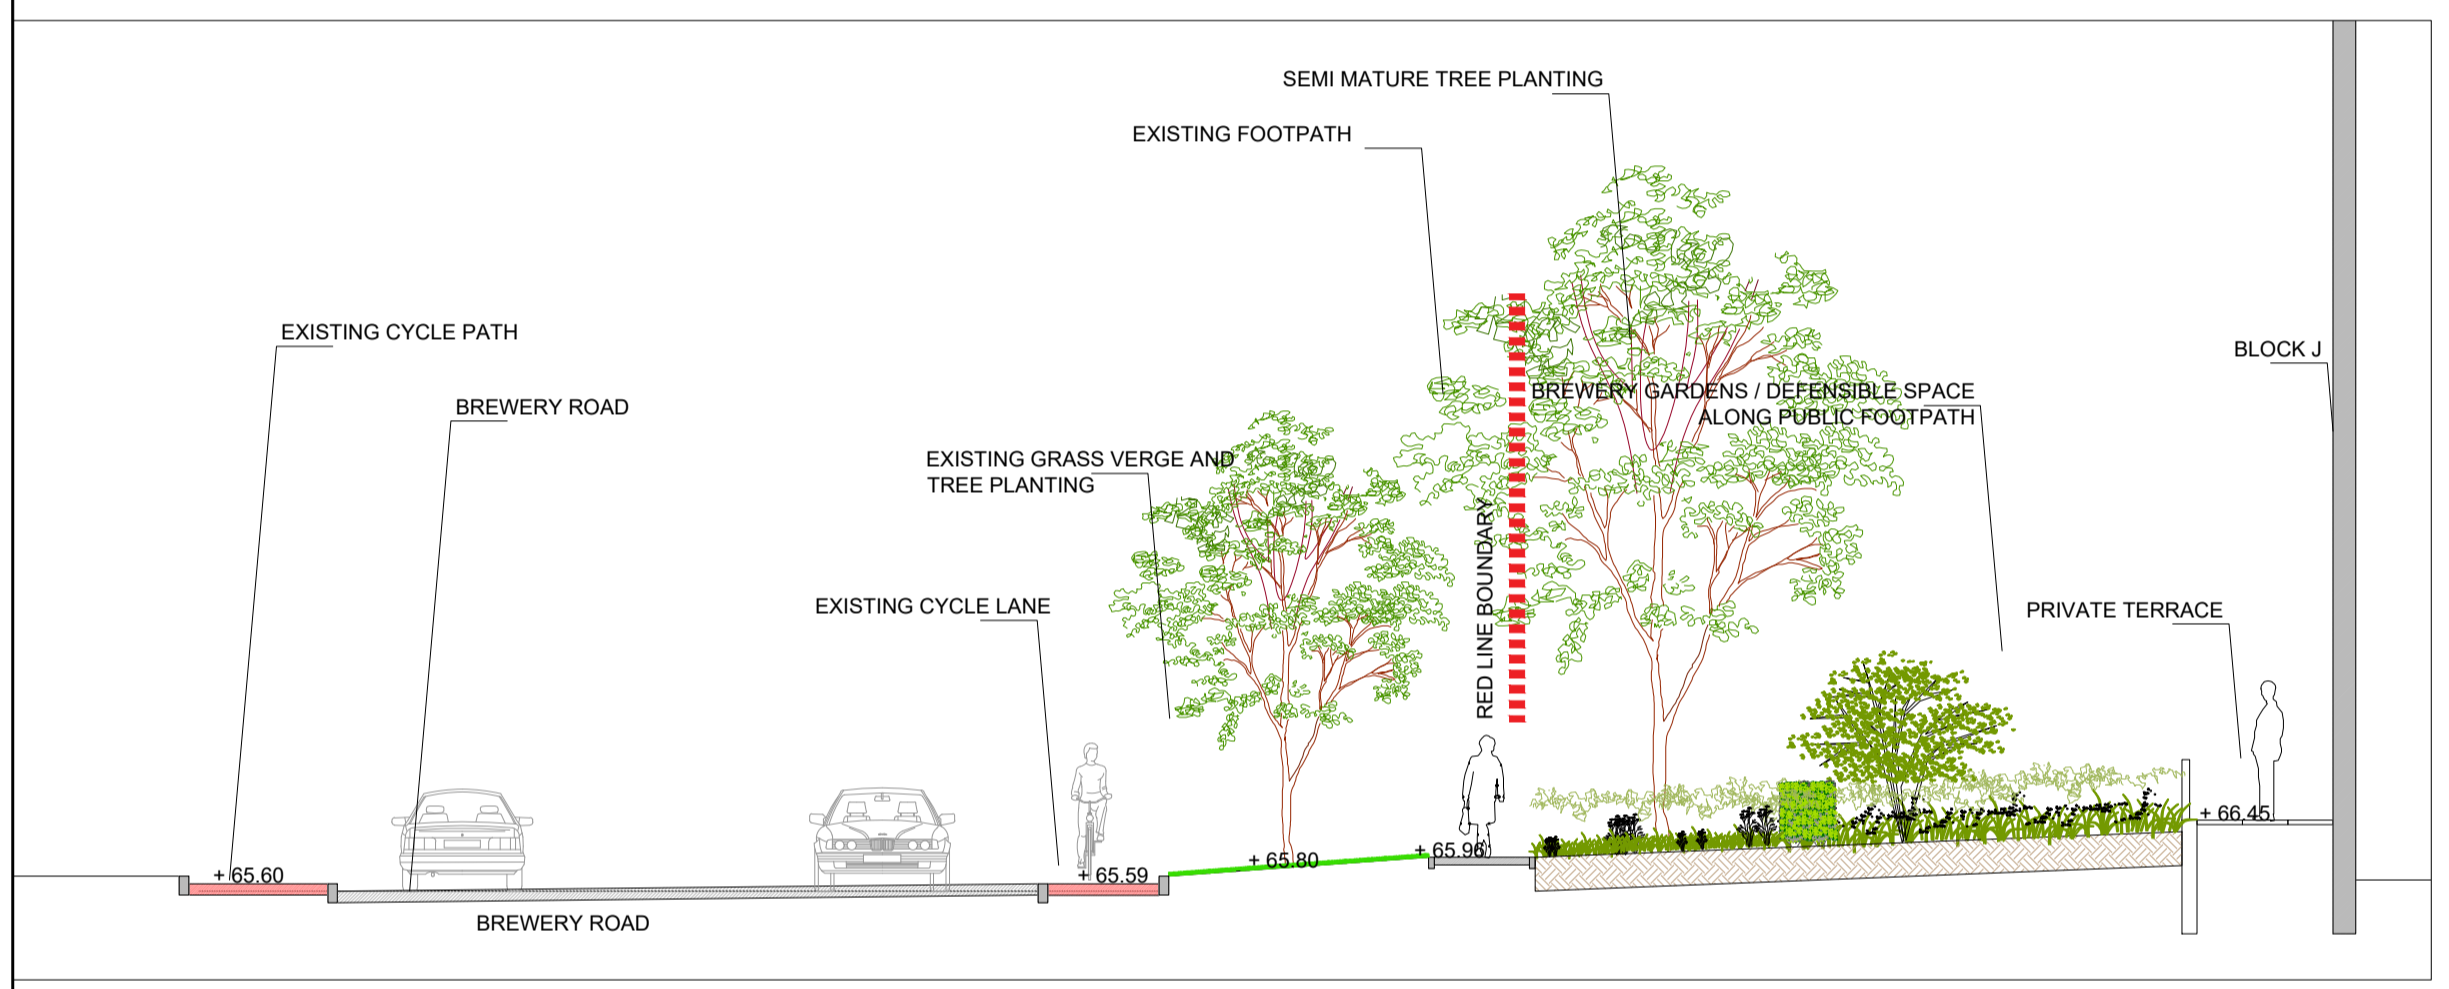 SEMI MATURE TREE PLANTING
EXISTING FOOTPATH
EXISTING CYCLE PATH
BLOCK J
BREWERY GARDENS / DEFENSIBLE SPACE
ALONG PUBLIC FOOTPATH
BREWERY ROAD
EXISTING GRASS VERGE AND
TREE PLANTING
RED LINE BOUNDARY
EXISTING CYCLE LANE
PRIVATE TERRACE
+ 66.45
+ 65.96
+ 65.80
+ 65.60
+ 65.59
BREWERY ROAD